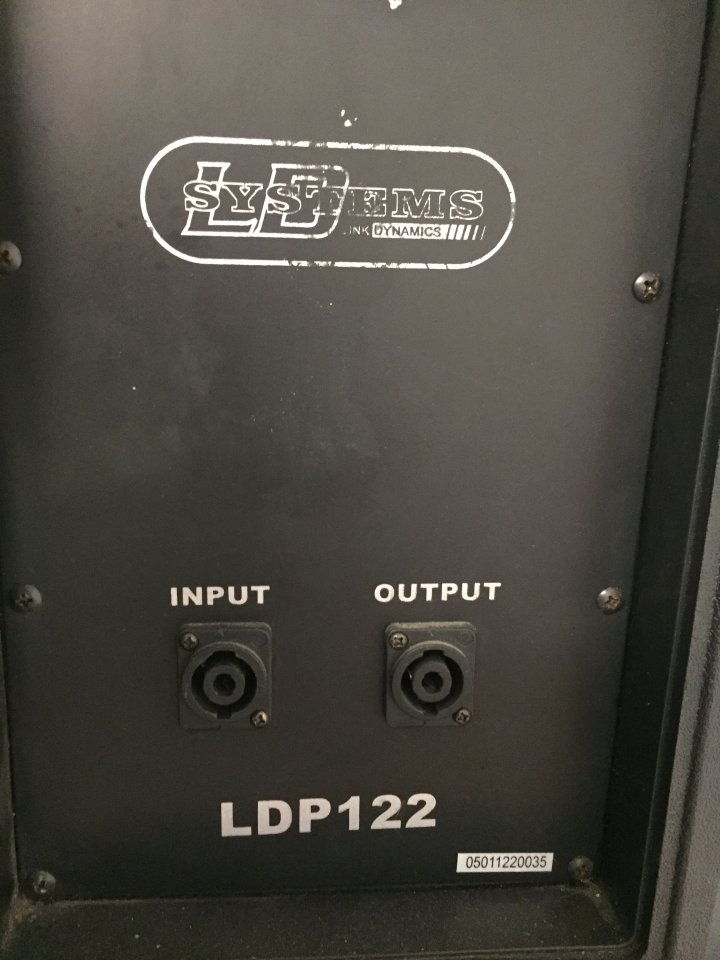 LD SYSTEMS
LINK DYNAMICS
INPUT OUTPUT
LDP122
05011220035